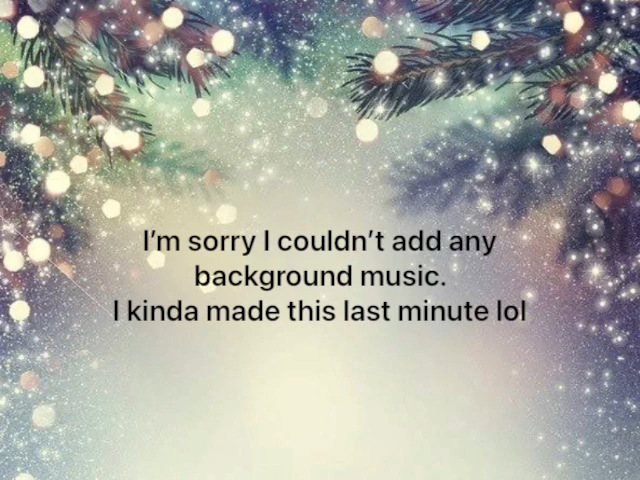 I’m sorry I couldn’t add any
background music.
I kinda made this last minute lol